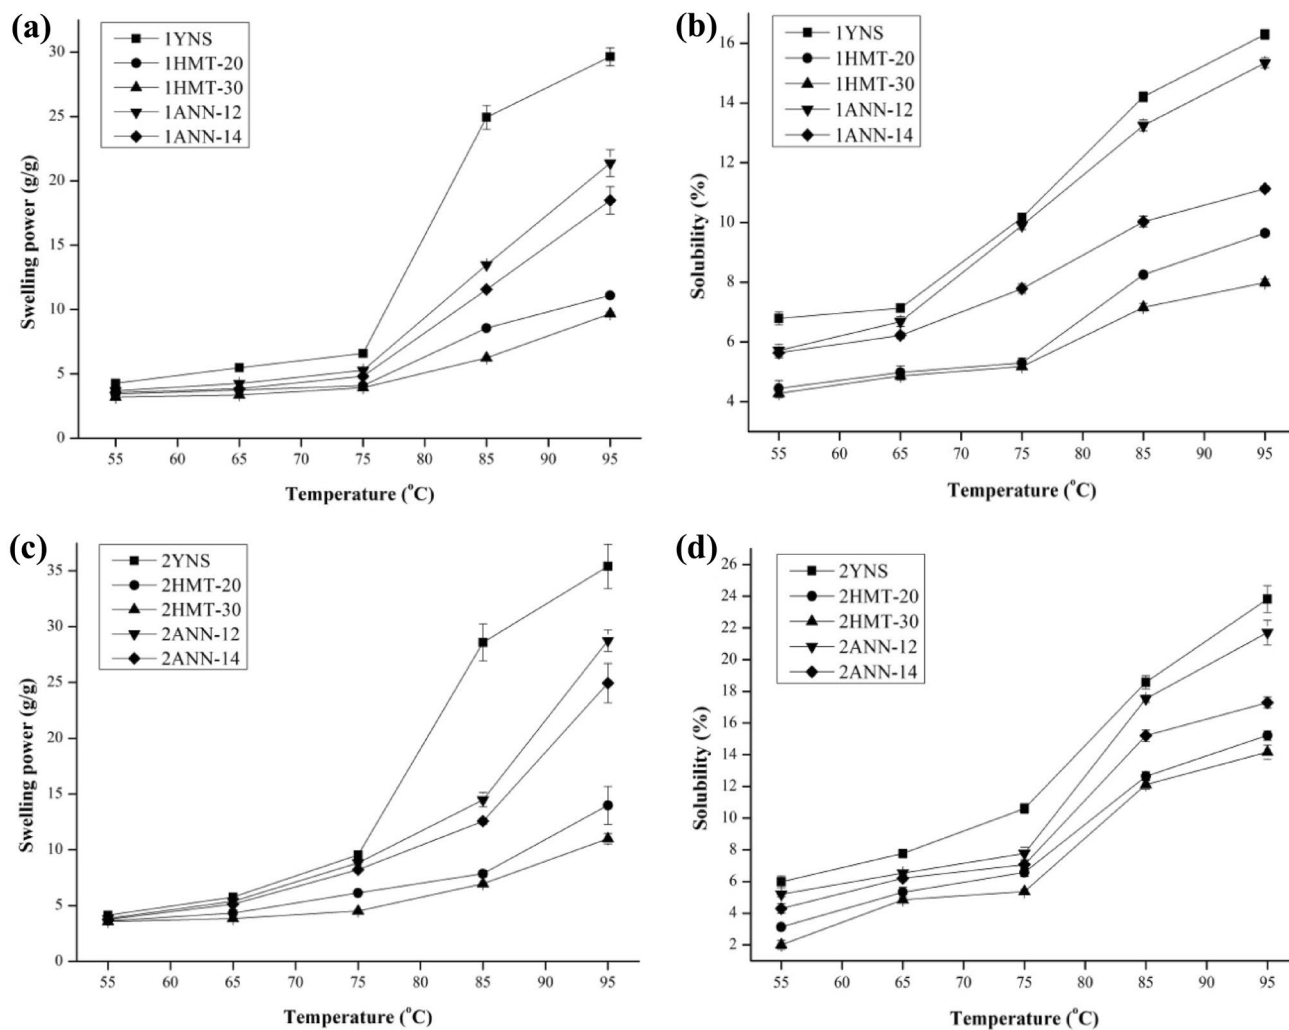 (a)
1YNS
1HMT-20
1HMT-30
1ANN-12
1ANN-14
Swelling power (g/g)
30
25
20
15
10
5
0
55 60 65 70 75 80 85 90 95
Temperature (°C)
(b)
1YNS
1HMT-20
1HMT-30
1ANN-12
1ANN-14
Solubility (%)
16
14
12
10
8
6
4
55 60 65 70 75 80 85 90 95
Temperature (°C)
(c)
2YNS
2HMT-20
2HMT-30
2ANN-12
2ANN-14
Swelling power (g/g)
35
30
25
20
15
10
5
0
55 60 65 70 75 80 85 90 95
Temperature (°C)
(d)
2YNS
2HMT-20
2HMT-30
2ANN-12
2ANN-14
Solubility (%)
26
24
22
20
18
16
14
12
10
8
6
4
2
55 60 65 70 75 80 85 90 95
Temperature (°C)